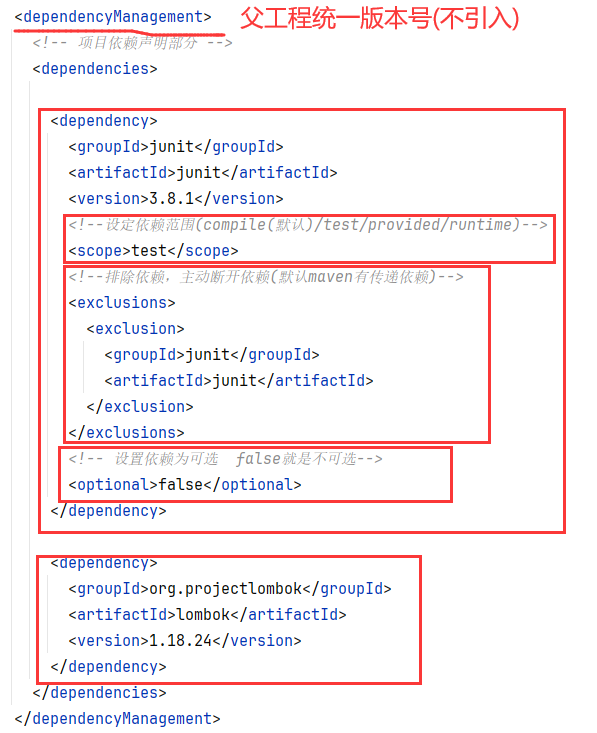 <dependencyManagement> 父工程统一版本号(不引入)
<!-- 项目依赖声明部分 -->
<dependencies>
<dependency>
<groupId>junit</groupId>
<artifactId>junit</artifactId>
<version>3.8.1</version>
<!--设定依赖范围(compile(默认)/test/provided/runtime)-->
<scope>test</scope>
<!--排除依赖，主动断开依赖(默认maven有传递依赖)-->
<exclusions>
<exclusion>
<groupId>junit</groupId>
<artifactId>junit</artifactId>
</exclusion>
</exclusions>
<!-- 设置依赖为可选  false就是不可选-->
<optional>false</optional>
</dependency>
<dependency>
<groupId>org.projectlombok</groupId>
<artifactId>lombok</artifactId>
<version>1.18.24</version>
</dependency>
</dependencies>
</dependencyManagement>